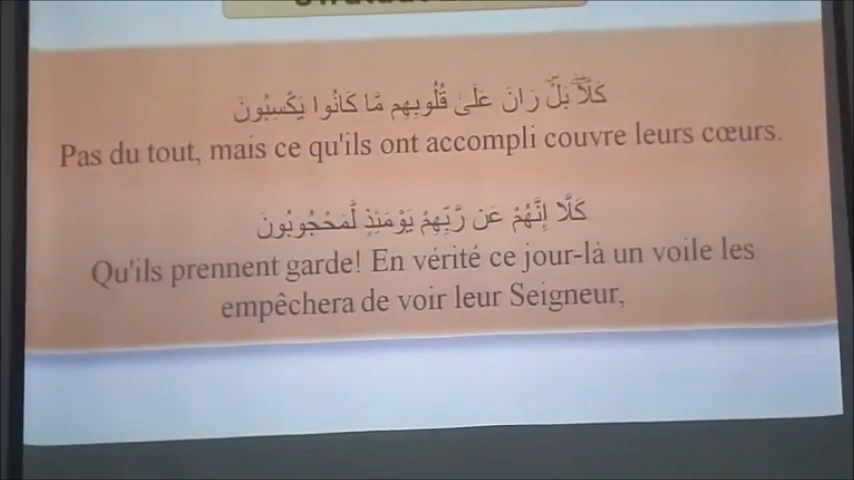 كَلَّا ۖ بَلْ ۜ رَانَ عَلَىٰ قُلُوبِهِم مَّا كَانُوا يَكْسِبُونَ
Pas du tout, mais ce qu'ils ont accompli couvre leurs cœurs.
كَلَّا إِنَّهُمْ عَن رَّبِّهِمْ يَوْمَئِذٍ لَّمَحْجُوبُونَ
Qu'ils prennent garde! En vérité ce jour-là un voile les
empêchera de voir leur Seigneur,